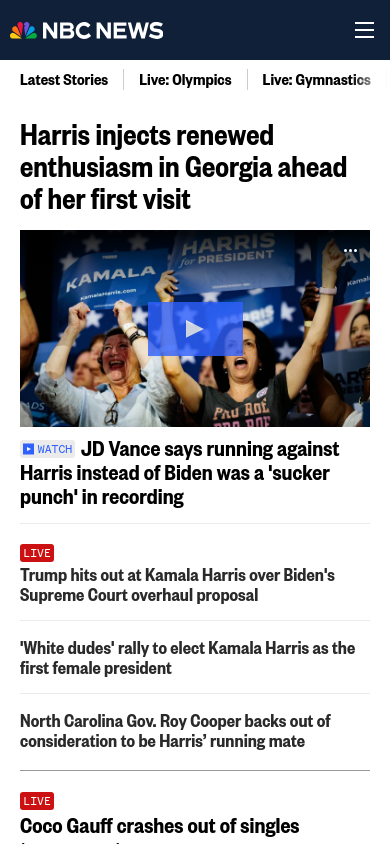 NBC NEWS
Latest Stories
Live: Olympics
Live: Gymnastics
Harris injects renewed
enthusiasm in Georgia ahead
of her first visit
HARRIS
FOR PRESIDENT
KAMALA
kamalaharris.com
KAMALA
PRO ROE
WATCH JD Vance says running against
Harris instead of Biden was a 'sucker
punch' in recording
LIVE
Trump hits out at Kamala Harris over Biden's
Supreme Court overhaul proposal
'White dudes' rally to elect Kamala Harris as the
first female president
North Carolina Gov. Roy Cooper backs out of
consideration to be Harris’ running mate
LIVE
Coco Gauff crashes out of singles